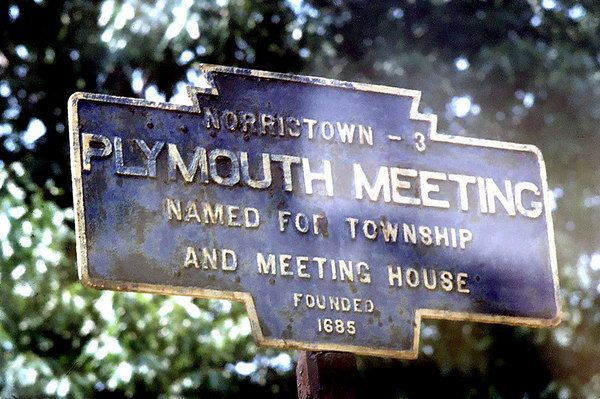 NORRISTOWN - 3
PLYMOUTH MEETING
NAMED FOR TOWNSHIP
AND MEETING HOUSE
FOUNDED
1685